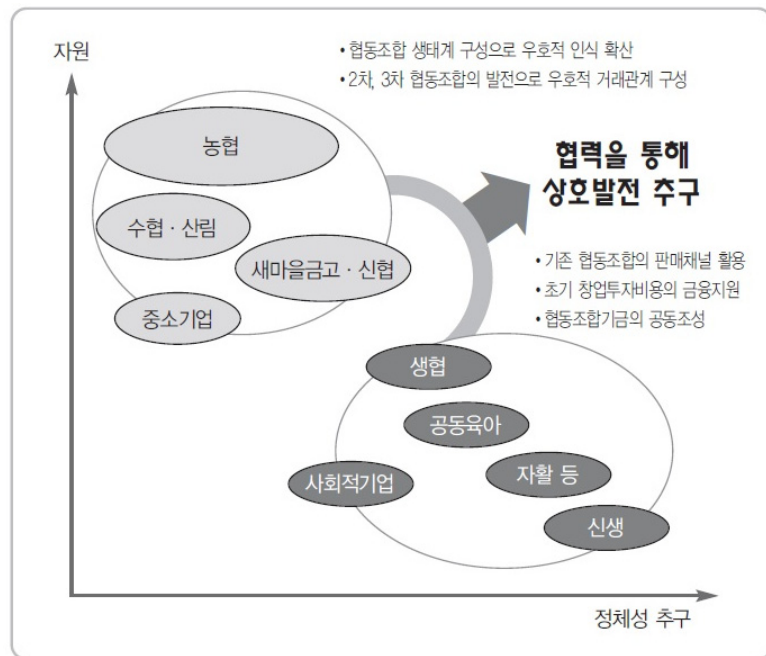 자원
• 협동조합 생태계 구성으로 우호적 인식 확산
• 2차, 3차 협동조합의 발전으로 우호적 거래관계 구성
농협
수협 · 산림
새마을금고 · 신협
중소기업
협력을 통해
상호발전 추구
• 기존 협동조합의 판매채널 활용
• 초기 창업투자비용의 금융지원
• 협동조합기금의 공동조성
생협
공동육아
사회적기업
자활 등
신생
정체성 추구